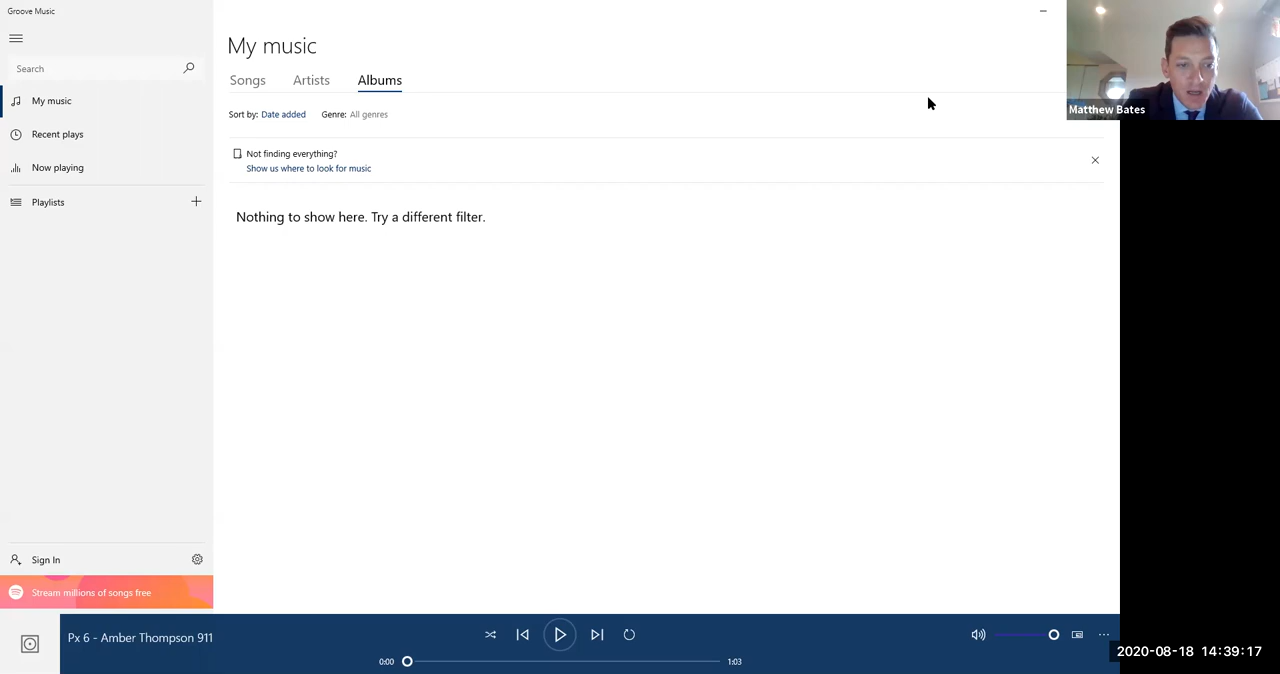 Groove Music
Search
My music
Recent plays
Now playing
Playlists
Sign In
Stream millions of songs free
My music
Songs Artists Albums
Sort by: Date added Genre: All genres
Not finding everything?
Show us where to look for music
Nothing to show here. Try a different filter.
Matthew Bates
Px 6 - Amber Thompson 911
0:00 1:03
2020-08-18 14:39:17